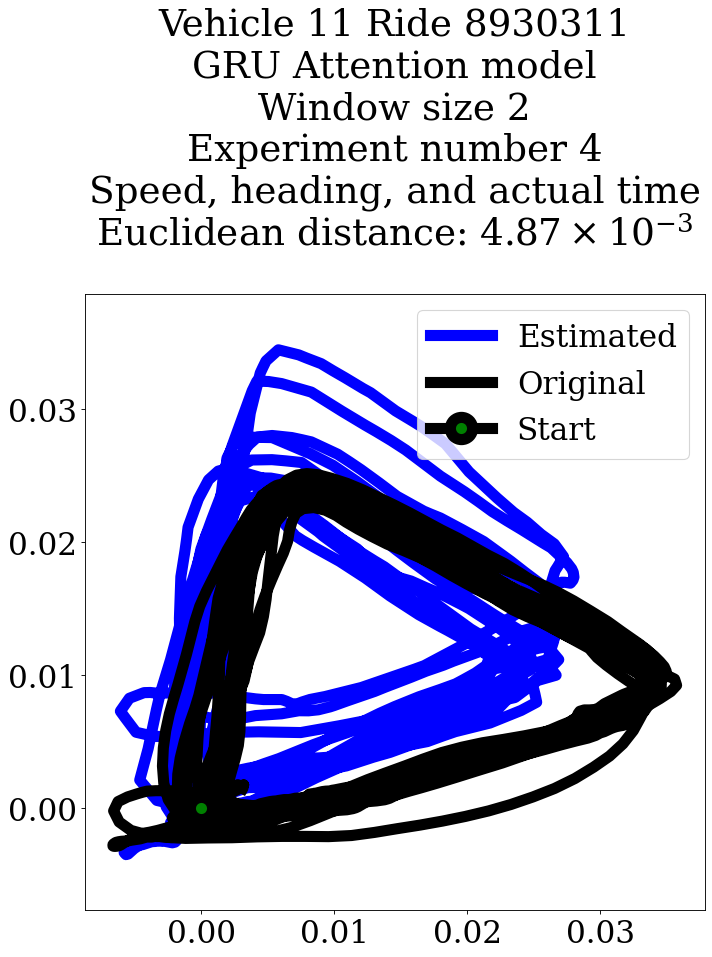 Vehicle 11 Ride 8930311
GRU Attention model
Window size 2
Experiment number 4
Speed, heading, and actual time
Euclidean distance: 4.87 × 10⁻³
Estimated
Original
Start
0.03
0.02
0.01
0.00
0.00 0.01 0.02 0.03